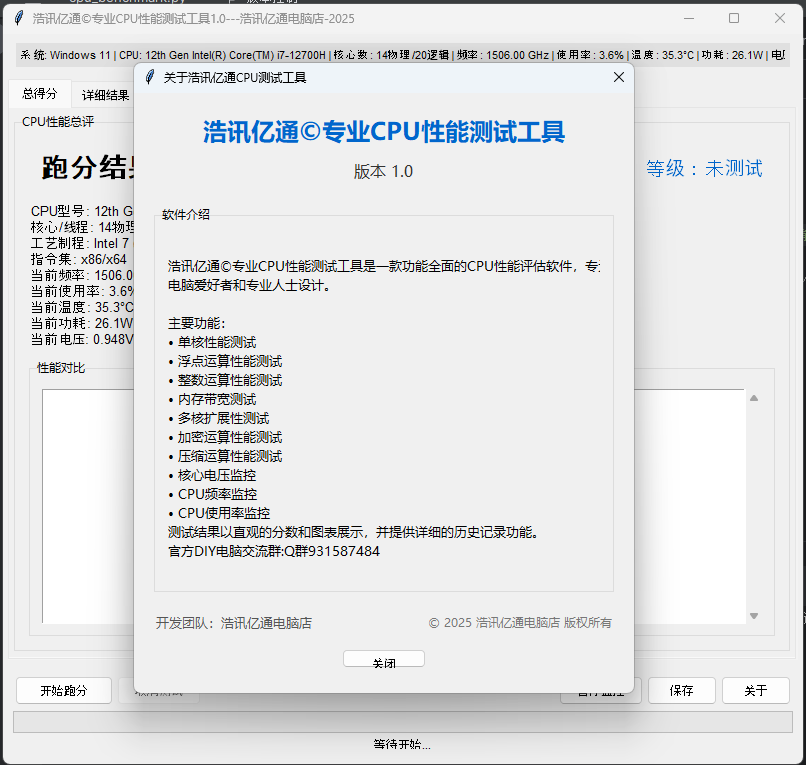 cpu_benchmark.py
浩讯亿通©专业CPU性能测试工具1.0---浩讯亿通电脑店-2025
系统: Windows 11 | CPU: 12th Gen Intel(R) Core(TM) i7-12700H | 核心数: 14物理/20逻辑 | 频率: 1506.00 GHz | 使用率: 3.6% | 温度: 35.3°C | 功耗: 26.1W | 电
总得分
详细结果
CPU性能总评
跑分结
等级：未测试
CPU型号: 12th G
核心/线程: 14物理
工艺制程: Intel 7
指令集: x86/x64
当前频率: 1506.0
当前使用率: 3.6%
当前温度: 35.3°C
当前功耗: 26.1W
当前电压: 0.948V
性能对比
关于浩讯亿通CPU测试工具
浩讯亿通©专业CPU性能测试工具
版本 1.0
软件介绍
浩讯亿通©专业CPU性能测试工具是一款功能全面的CPU性能评估软件，专
电脑爱好者和专业人士设计。
主要功能：
• 单核性能测试
• 浮点运算性能测试
• 整数运算性能测试
• 内存带宽测试
• 多核扩展性测试
• 加密运算性能测试
• 压缩运算性能测试
• 核心电压监控
• CPU频率监控
• CPU使用率监控
测试结果以直观的分数和图表展示，并提供详细的历史记录功能。
官方DIY电脑交流群:Q群931587484
开发团队：浩讯亿通电脑店
© 2025 浩讯亿通电脑店 版权所有
关闭
开始跑分
保存
关于
等待开始...